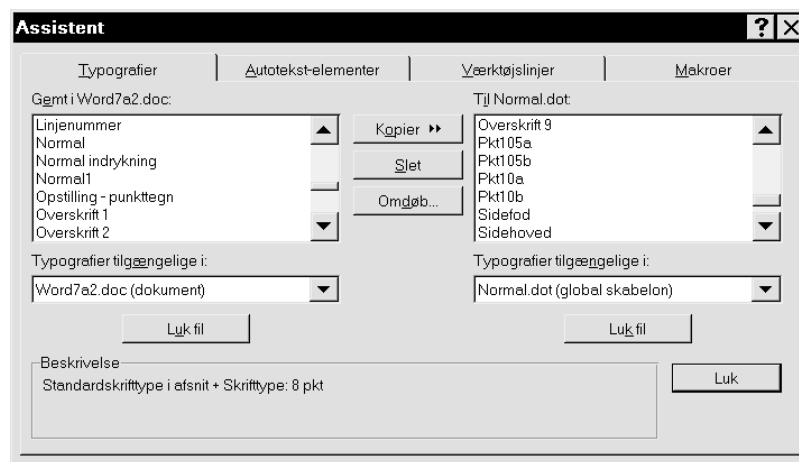 Assistent
Typografier
Autotekst-elementer
Værktøjslinjer
Makroer
Gemt i Word7a2.doc:
Linjenummer
Normal
Normal indrykning
Normal1
Opstilling - punkttegn
Overskrift 1
Overskrift 2
Kopier
Slet
Omdøb...
Til Normal.dot:
Overskrift 9
Pkt105a
Pkt105b
Pkt10a
Pkt10b
Sidefod
Sidehoved
Typografier tilgængelige i:
Word7a2.doc (dokument)
Luk fil
Typografier tilgængelige i:
Normal.dot (global skabelon)
Luk fil
Beskrivelse
Standardskrifttype i afsnit + Skrifttype: 8 pkt
Luk